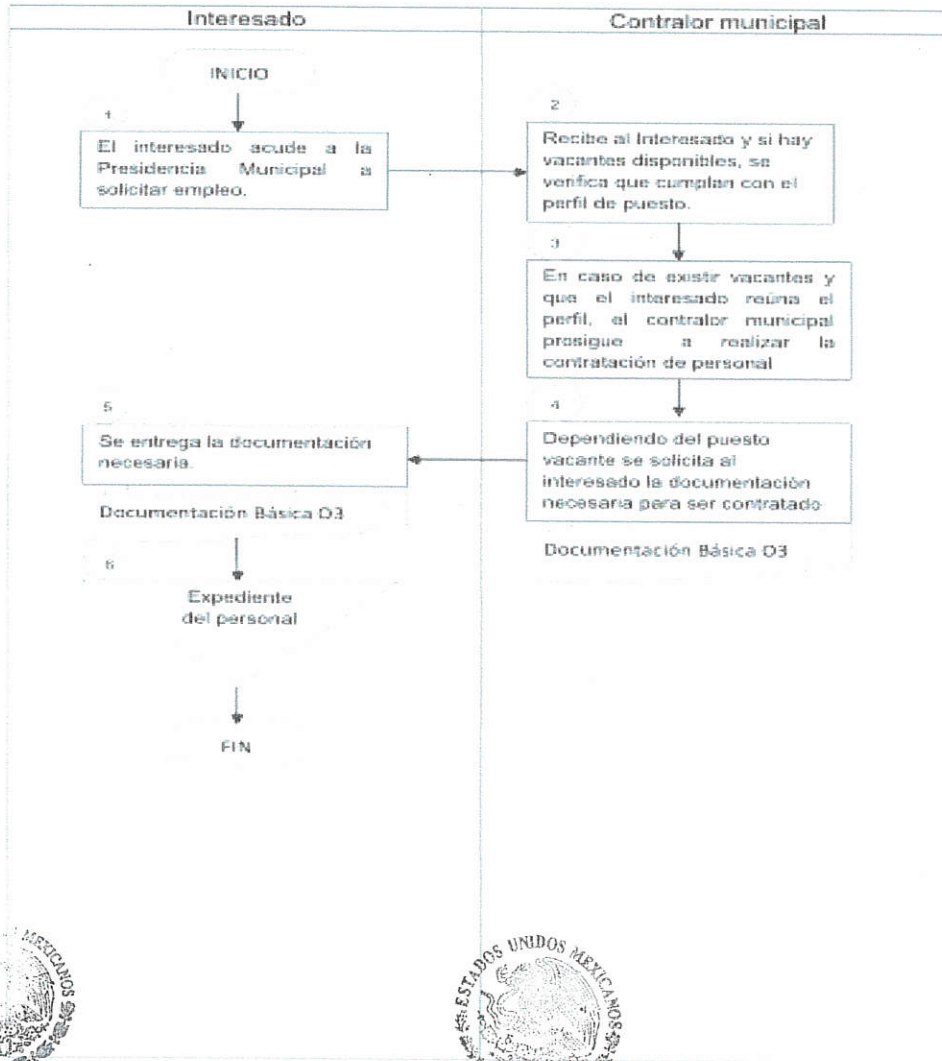 Interesado
Contralor municipal
INICIO
1
El interesado acude a la
Presidencia Municipal a
solicitar empleo.
2
Recibe al Interesado y si hay
vacantes disponibles, se
verifica que cumplan con el
perfil de puesto.
3
En caso de existir vacantes y
que el interesado reúna el
perfil, el contralor municipal
prosigue a realizar la
contratación de personal
4
Dependiendo del puesto
vacante se solicita al
interesado la documentación
necesaria para ser contratado
Documentación Básica O3
5
Se entrega la documentación
necesaria.
Documentación Básica O3
6
Expediente
del personal
FIN
MEXICANOS
ESTADOS UNIDOS MEXICANOS